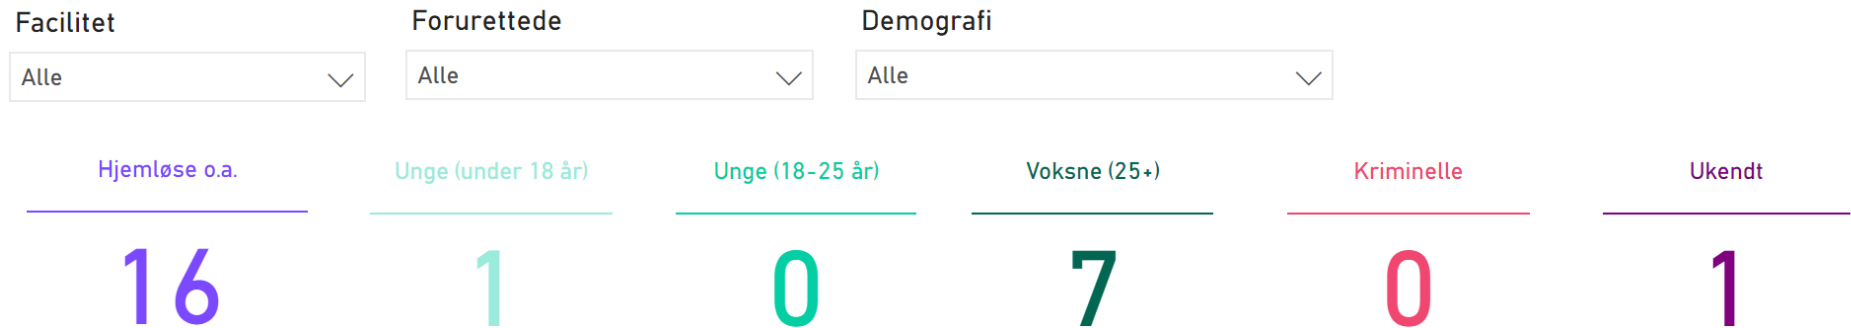 Facilitet Forurettede Demografi
Alle Alle Alle
Hjemløse o.a. Unge (under 18 år) Unge (18-25 år) Voksne (25+) Kriminelle Ukendt
16 1 0 7 0 1